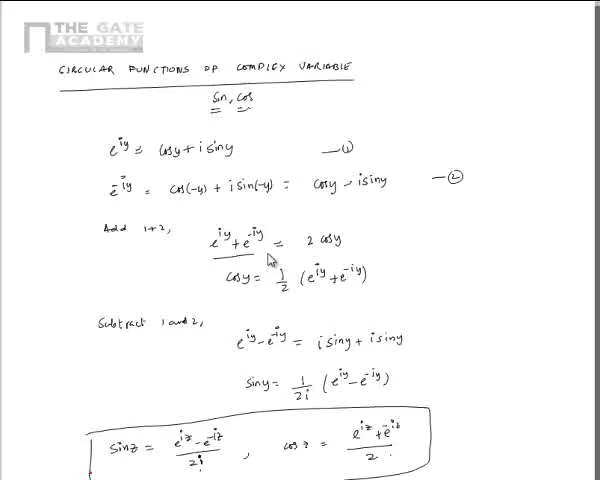 THE GATE
ACADEMY
CIRCULAR FUNCTIONS OF COMPLEX VARIABLE
sin, cos
e^{iy} = cosy + i siny —①
e^{-iy} = cos(-y) + i sin(-y) = cosy - i siny —②
Add 1+2,
e^{iy} + e^{-iy} = 2 cosy
cosy = 1/2 (e^{iy} + e^{-iy})
Subtract 1 and 2,
e^{iy} - e^{-iy} = i siny + i siny
siny = 1/2i (e^{iy} - e^{-iy})
sinz = (e^{iz} - e^{-iz})/2i , cos z = (e^{iz} + e^{-iz})/2